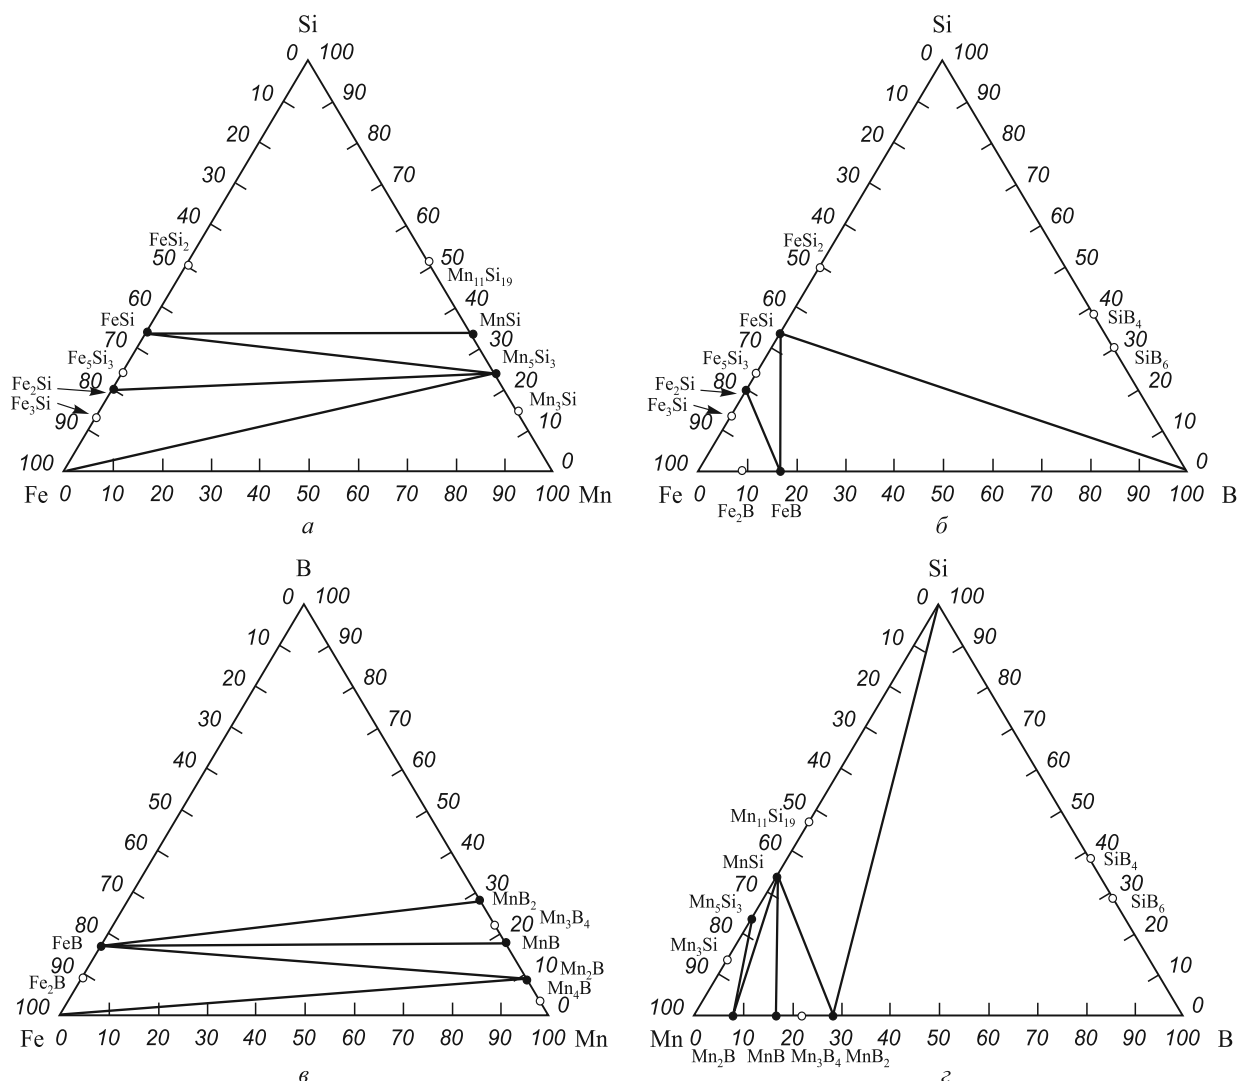 Si
0 100
10 90
20 80
30 70
40 60
FeSi₂
50 50
Mn₁₁Si₁₉
60 40
FeSi MnSi
70 30
Fe₅Si₃ Mn₅Si₃
Fe₂Si 80 20
Fe₃Si Mn₃Si
90 10
100 0
Fe 0 10 20 30 40 50 60 70 80 90 100 Mn
а
Si
0 100
10 90
20 80
30 70
40 60
FeSi₂
50 50
60 40
FeSi SiB₄
70 30
Fe₅Si₃ SiB₆
Fe₂Si 80 20
Fe₃Si
90 10
100 0
Fe 0 10 20 30 40 50 60 70 80 90 100 B
Fe₂B FeB
б
B
0 100
10 90
20 80
30 70
40 60
50 50
60 40
70 30
MnB₂
80 20 Mn₃B₄
FeB MnB
90 10 Mn₂B
Fe₂B Mn₄B
100 0
Fe 0 10 20 30 40 50 60 70 80 90 100 Mn
в
Si
0 100
10 90
20 80
30 70
40 60
50 50
Mn₁₁Si₁₉
60 40
MnSi SiB₄
70 30
Mn₅Si₃ SiB₆
80 20
Mn₃Si
90 10
100 0
Mn 0 10 20 30 40 50 60 70 80 90 100 B
Mn₂B MnB Mn₃B₄ MnB₂
г